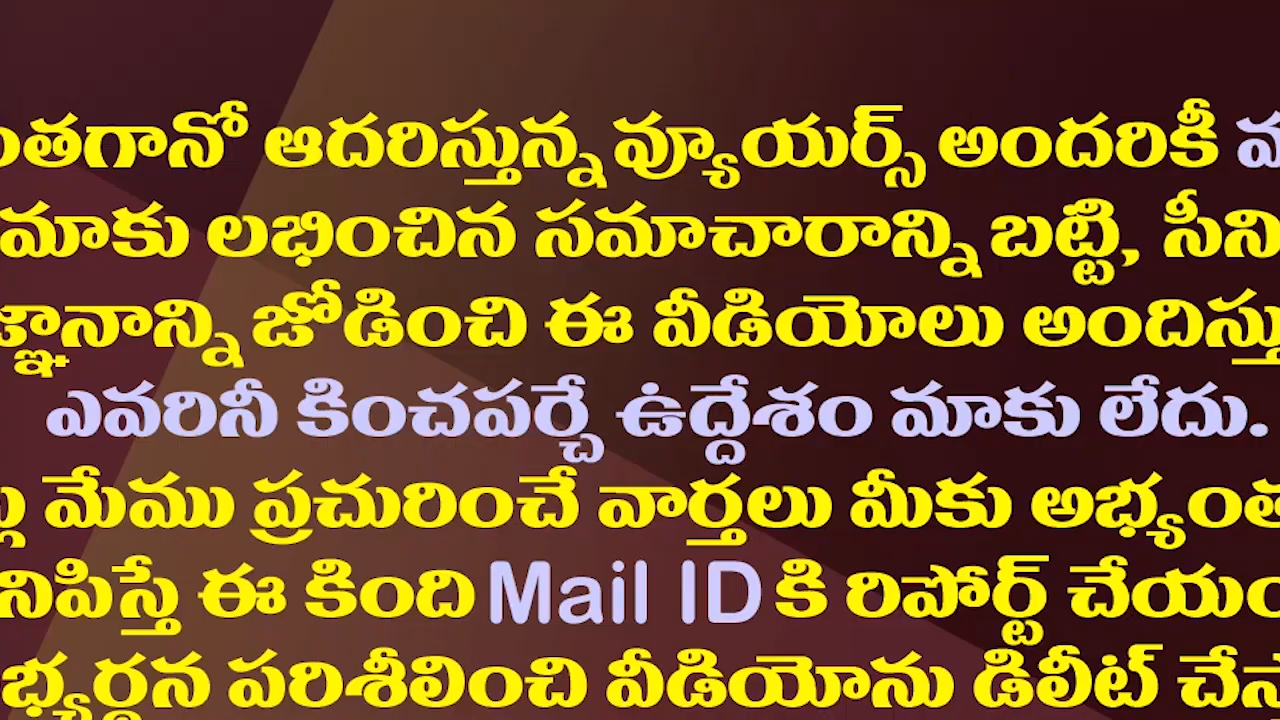 ఆదరిస్తున్న వ్యూయర్స్ అందరికీ
మాకు లభించిన సమాచారాన్ని బట్టి,
జోడించి ఈ వీడియోలు
ఎవరినీ కించపర్చే ఉద్దేశం మాకు లేదు.
మేము ప్రచురించే వార్తలు మీకు
ఈ కింది Mail ID కి రిపోర్ట్
పరిశీలించి వీడియోను డిలీట్